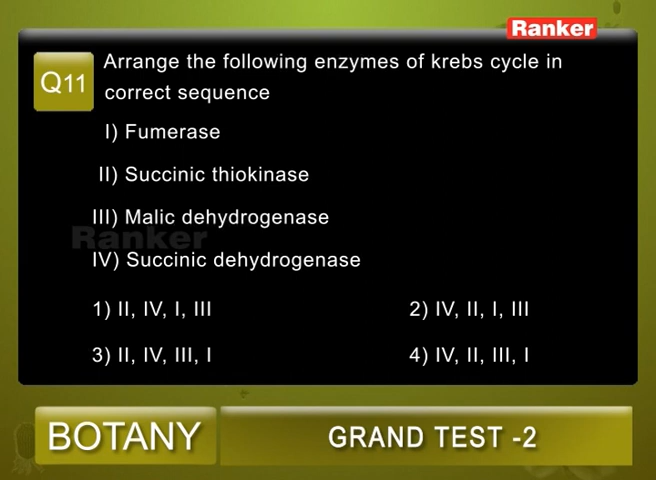 Ranker
Q11
Arrange the following enzymes of krebs cycle in
correct sequence
I) Fumerase
II) Succinic thiokinase
III) Malic dehydrogenase
Ranker
IV) Succinic dehydrogenase
1) II, IV, I, III
2) IV, II, I, III
3) II, IV, III, I
4) IV, II, III, I
BOTANY
GRAND TEST -2